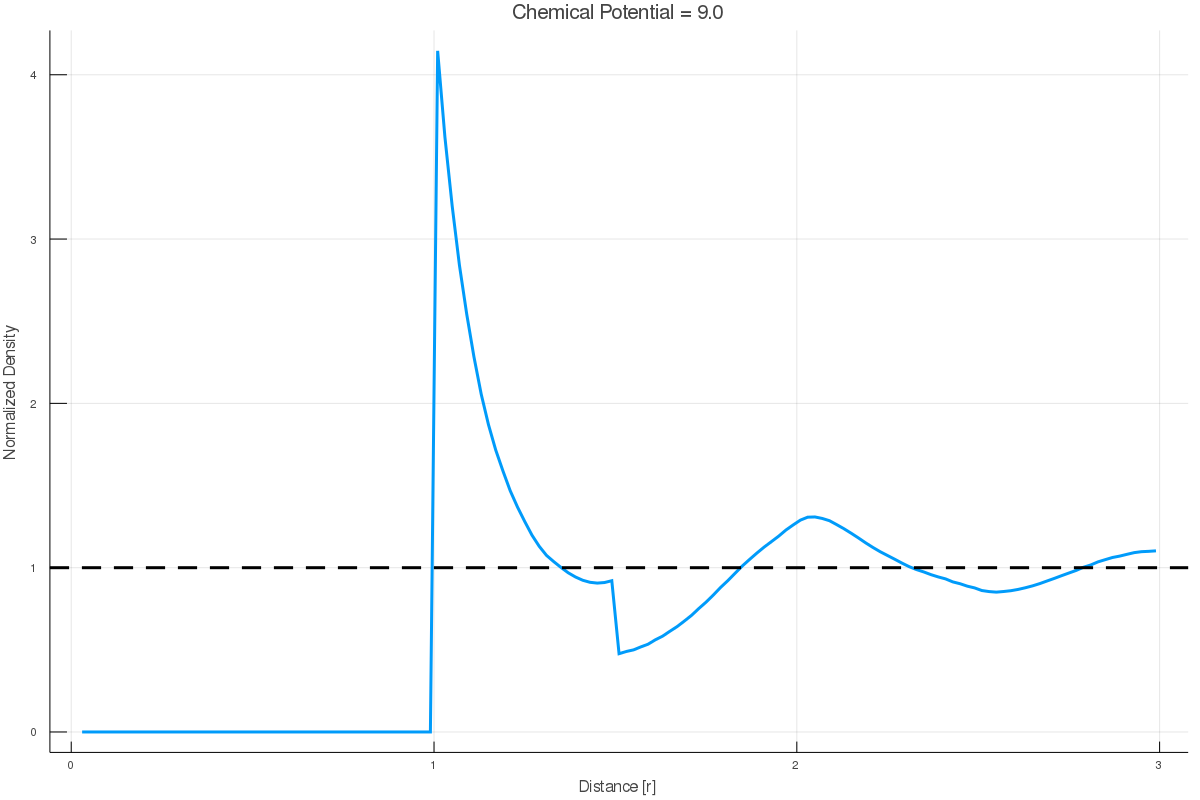 Chemical Potential = 9.0
Normalized Density
4
3
2
1
0
0 1 2 3
Distance [r]